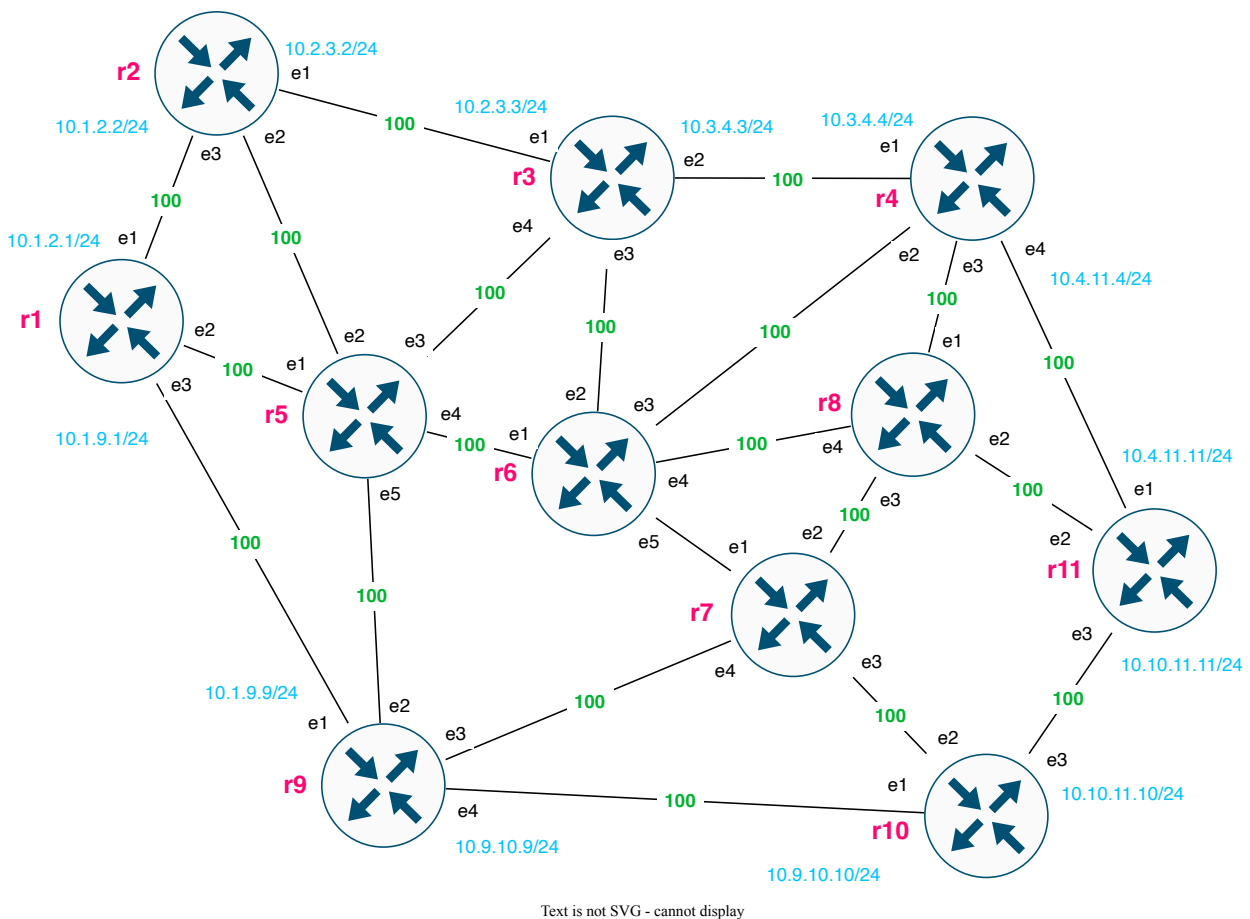 10.2.3.2/24
r2
e1
10.2.3.3/24
10.1.2.2/24
100
e1
10.3.4.3/24
10.3.4.4/24
e3
e2
e2
e1
r3
100
r4
100
10.1.2.1/24
e1
100
e4
e3
e2
e3
e4
10.4.11.4/24
100
100
r1
e2
100
100
e2
e3
e1
100
e3
100
e1
100
10.1.9.1/24
r5
e4
e1
e2
e3
r8
100
100
e4
e2
10.4.11.11/24
r6
e4
e5
e3
100
e1
e5
e2
100
e2
100
e1
r11
100
r7
e4
e3
e3
10.10.11.11/24
10.1.9.9/24
e1
e2
100
100
100
e3
e2
e3
r9
e4
100
e1
10.10.11.10/24
r10
10.9.10.9/24
10.9.10.10/24
Text is not SVG - cannot display